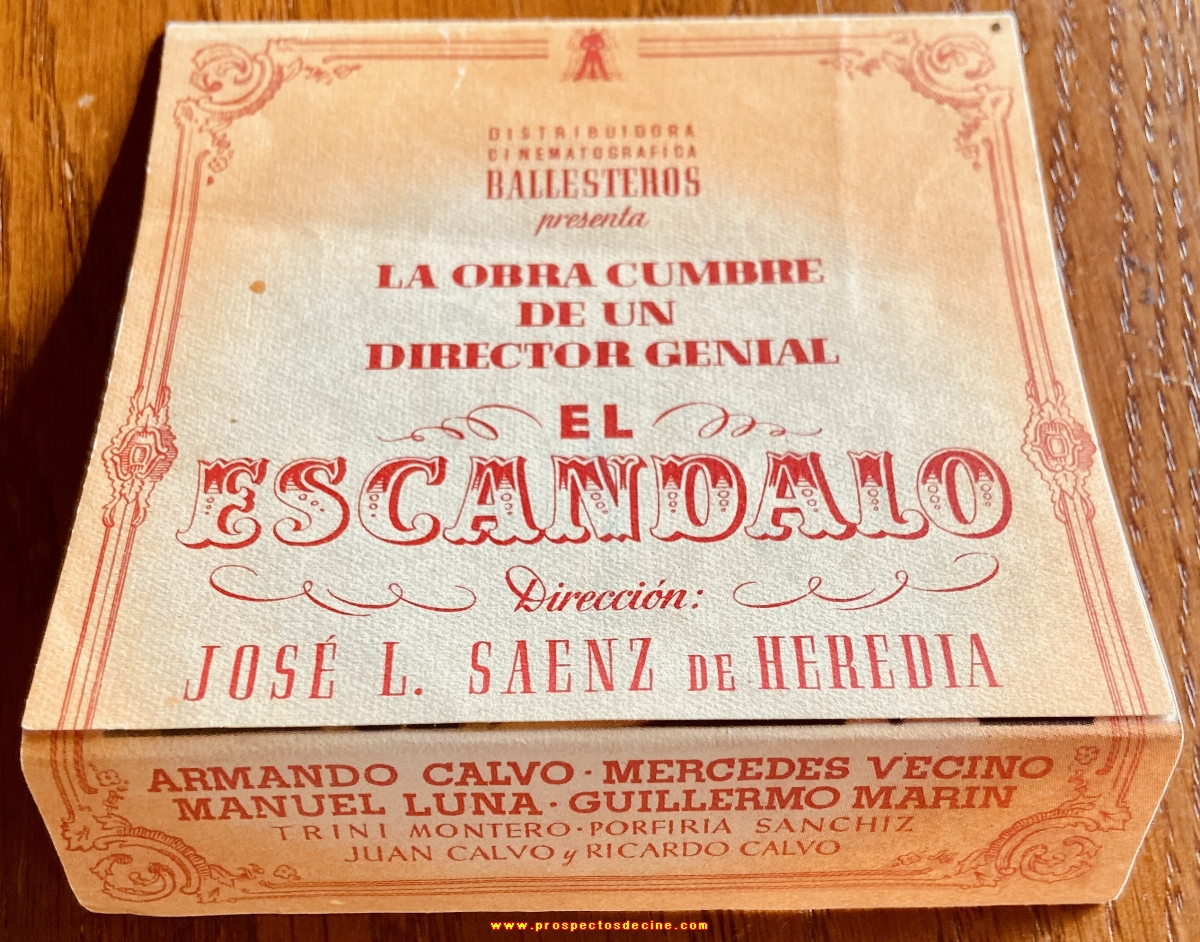 DISTRIBUIDORA
CINEMATOGRAFICA
BALLESTEROS
presenta
LA OBRA CUMBRE
DE UN
DIRECTOR GENIAL
EL
ESCANDALO
Dirección:
JOSÉ L. SAENZ DE HEREDIA
ARMANDO CALVO · MERCEDES VECINO
MANUEL LUNA · GUILLERMO MARIN
TRINI MONTERO · PORFIRIA SANCHIZ
JUAN CALVO y RICARDO CALVO
www.prospectosdecine.com